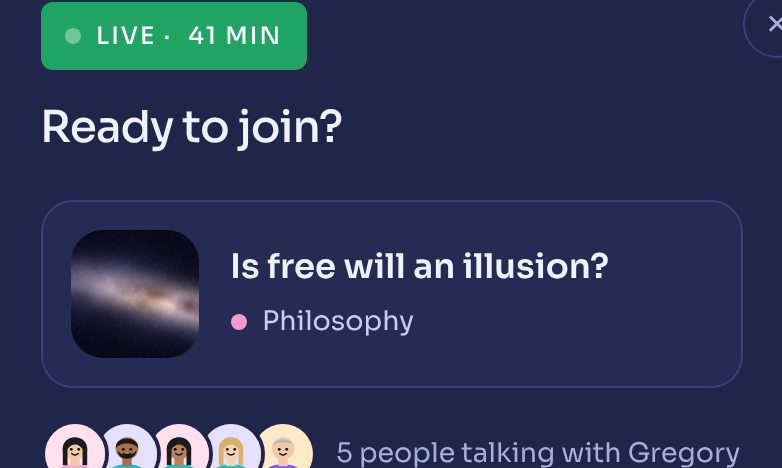 LIVE · 41 MIN
Ready to join?
Is free will an illusion?
Philosophy
5 people talking with Gregory